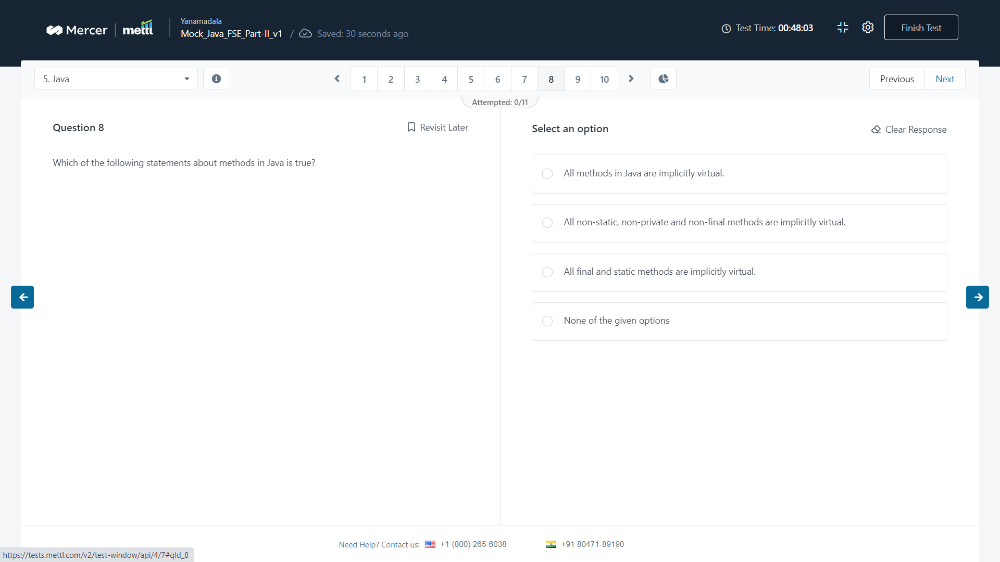 Mercer | mettl
Yanamadala
Mock_Java_FSE_Part-II_v1 / Saved: 30 seconds ago
Test Time: 00:48:03
Finish Test
5. Java
1 2 3 4 5 6 7 8 9 10
Previous
Next
Attempted: 0/11
Question 8
Revisit Later
Which of the following statements about methods in Java is true?
Select an option
Clear Response
All methods in Java are implicitly virtual.
All non-static, non-private and non-final methods are implicitly virtual.
All final and static methods are implicitly virtual.
None of the given options
Need Help? Contact us: +1 (800) 265-6038 +91 80471-89190
https://tests.mettl.com/v2/test-window/api/4/7#qId_8